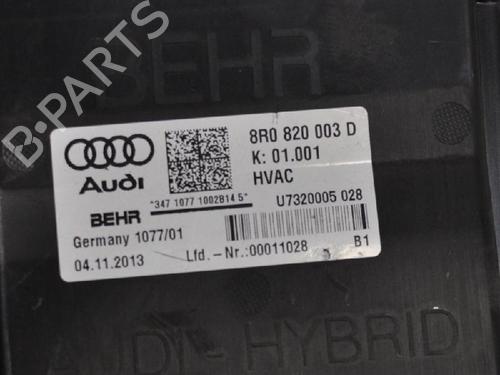 BEHR
B-PARTS
8R0 820 003 D
K: 01.001
HVAC
Audi
*347 1077 1002814 5*
BEHR
U7320005 028
Germany 1077/01
04.11.2013
Lfd.-Nr.:00011028
B1
AUDI-HYBRID